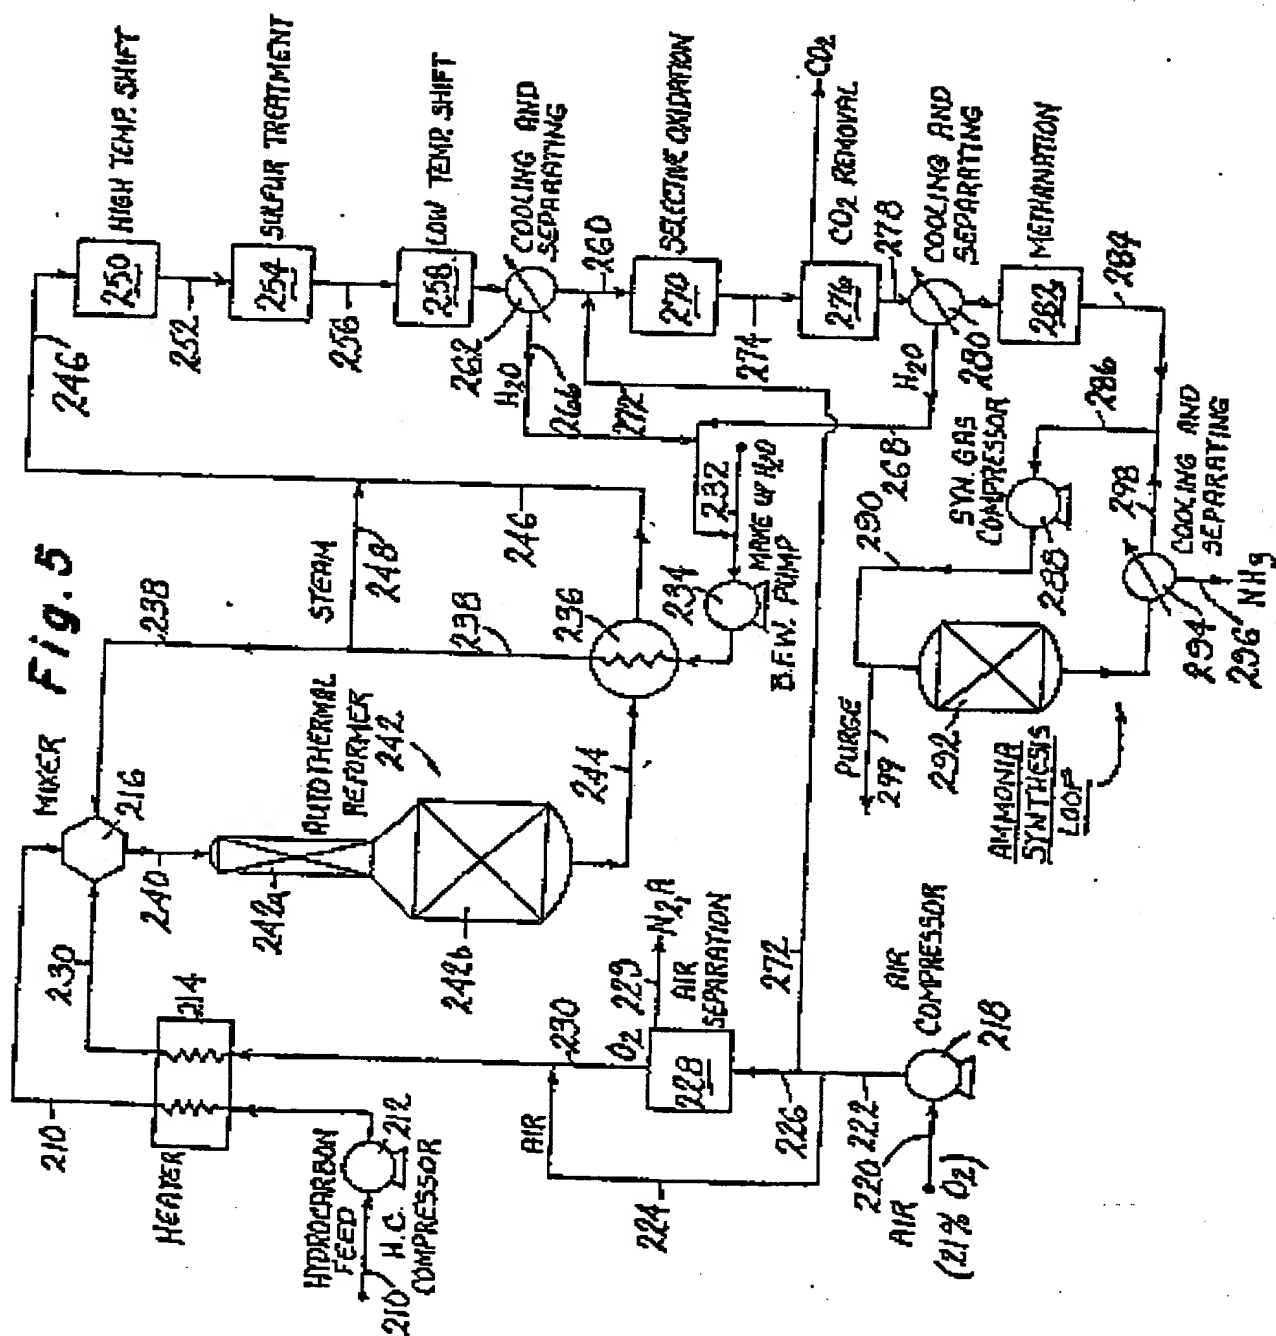 Fig. 5
HYDROCARBON
FEED
210
H.C.
COMPRESSOR
212
HEATER
214
210
230
MIXER
216
240
238
STEAM
248
246
242a
AUTOTHERMAL
REFORMER
242
242b
244
236
238
246
234
B.F.W. PUMP
232
MAKE UP H2O
AIR
(21% O2)
220
222
218
AIR
COMPRESSOR
224
226
AIR
228
AIR
SEPARATION
O2
229
N2,A
230
272
246
250
HIGH TEMP. SHIFT
252
254
SULFUR TREATMENT
256
258
LOW TEMP. SHIFT
262
COOLING AND
SEPARATING
H2O
266
272
260
270
SELECTIVE OXIDATION
274
276
CO2 REMOVAL
CO2
278
280
COOLING AND
SEPARATING
H2O
268
282
METHANATION
284
286
SYN. GAS
COMPRESSOR
288
290
PURGE
299
292
AMMONIA
SYNTHESIS
LOOP
294
296
NH3
298
COOLING AND
SEPARATING